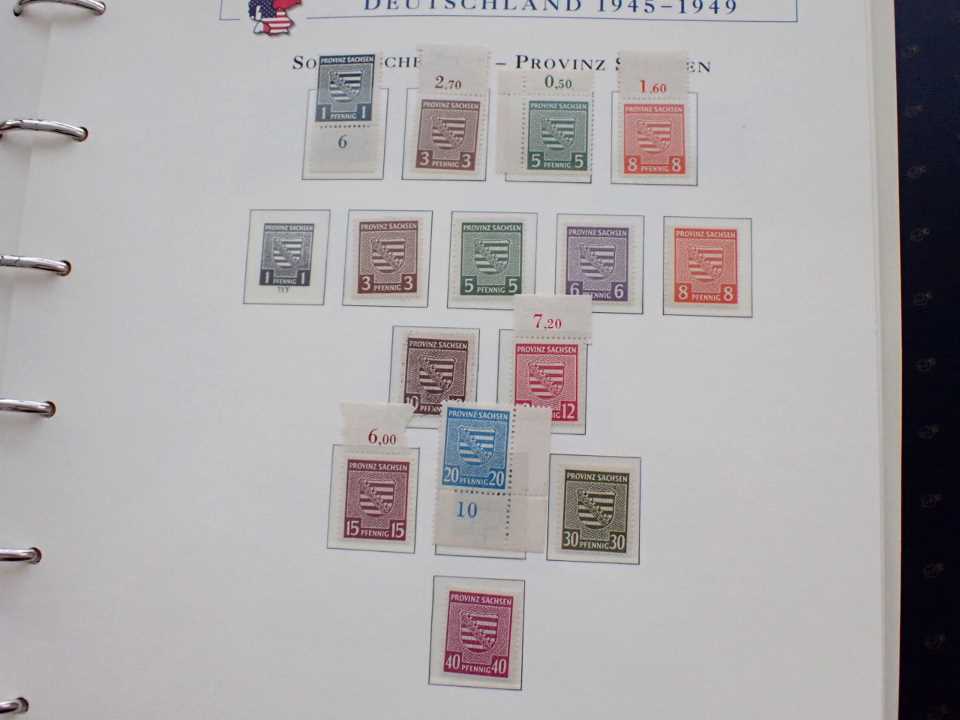 DEUTSCHLAND 1945–1949
– PROVINZ
PROVINZ SACHSEN
1 1
PFENNIG
6
2,70
PROVINZ SACHSEN
3 3
PFENNIG
0,50
PROVINZ SACHSEN
5 5
PFENNIG
1,60
PROVINZ SACHSEN
8 8
PFENNIG
PROVINZ SACHSEN
1 1
PFENNIG
PROVINZ SACHSEN
3 3
PFENNIG
PROVINZ SACHSEN
5 5
PFENNIG
PROVINZ SACHSEN
6 6
PFENNIG
PROVINZ SACHSEN
8 8
PFENNIG
PROVINZ SACHSEN
10
7,20
PROVINZ SACHSEN
12
PFENNIG
6,00
PROVINZ SACHSEN
15 15
PFENNIG
PROVINZ SACHSEN
20 20
PFENNIG
10
PROVINZ SACHSEN
30 30
PFENNIG
PROVINZ SACHSEN
40 40
PFENNIG